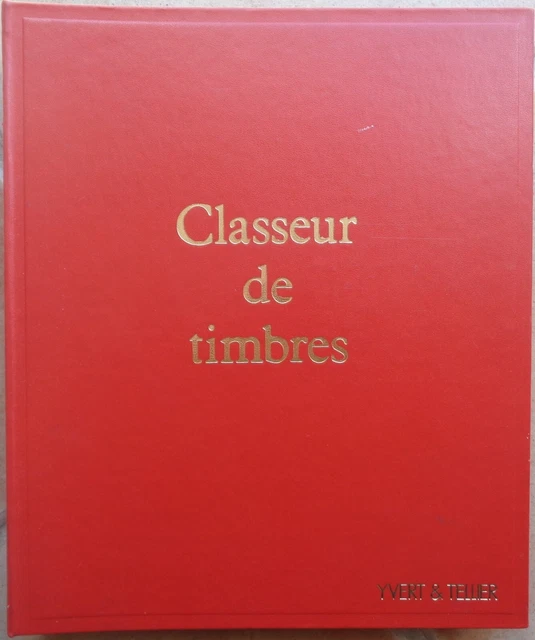 Classeur
de
timbres
YVERT & TELLIER